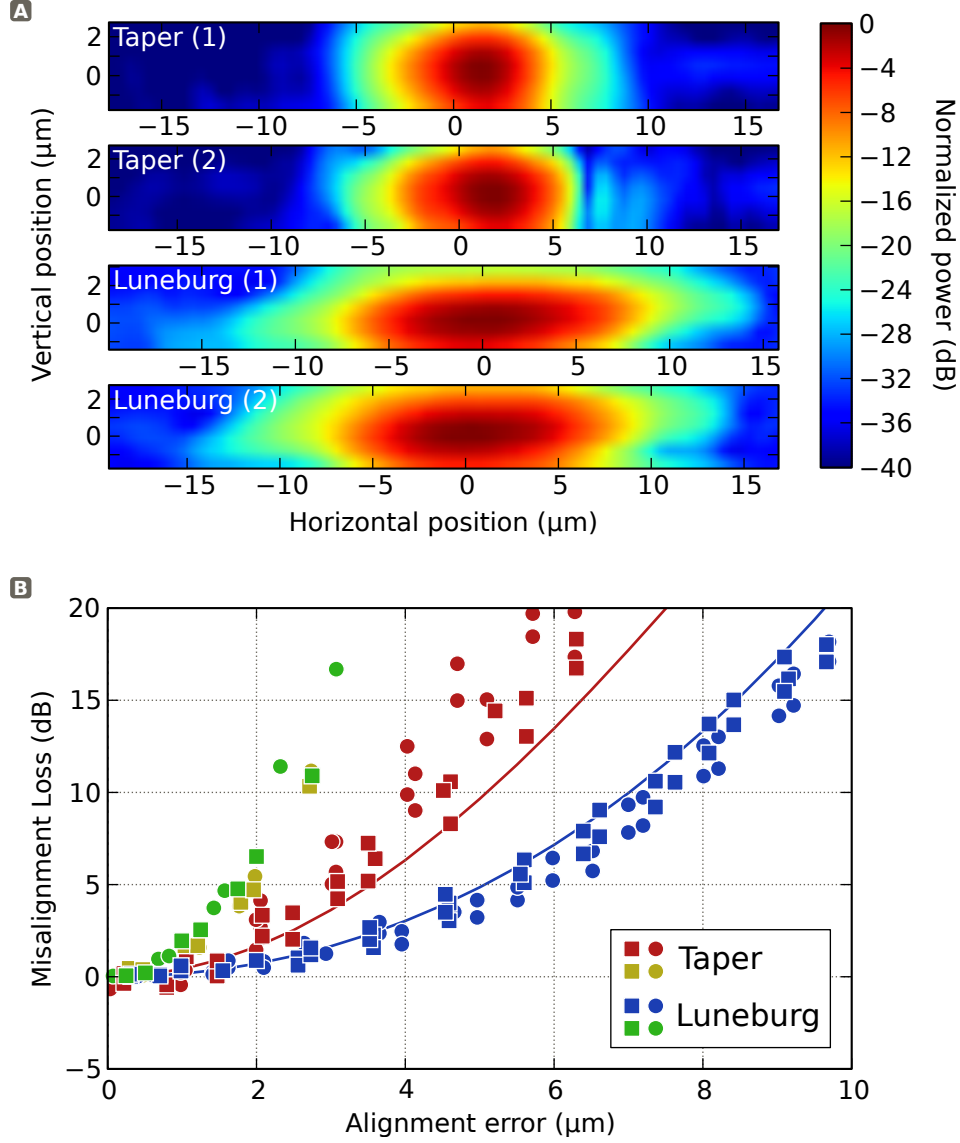 A
Taper (1)
2
0
−15 −10 −5 0 5 10 15
Taper (2)
2
0
−15 −10 −5 0 5 10 15
Luneburg (1)
2
0
−15 −10 −5 0 5 10 15
Luneburg (2)
2
0
−15 −10 −5 0 5 10 15
Vertical position (μm)
Horizontal position (μm)
0
−4
−8
−12
−16
−20
−24
−28
−32
−36
−40
Normalized power (dB)
B
20
15
10
5
0
−5
Misalignment Loss (dB)
Taper
Luneburg
0 2 4 6 8 10
Alignment error (μm)